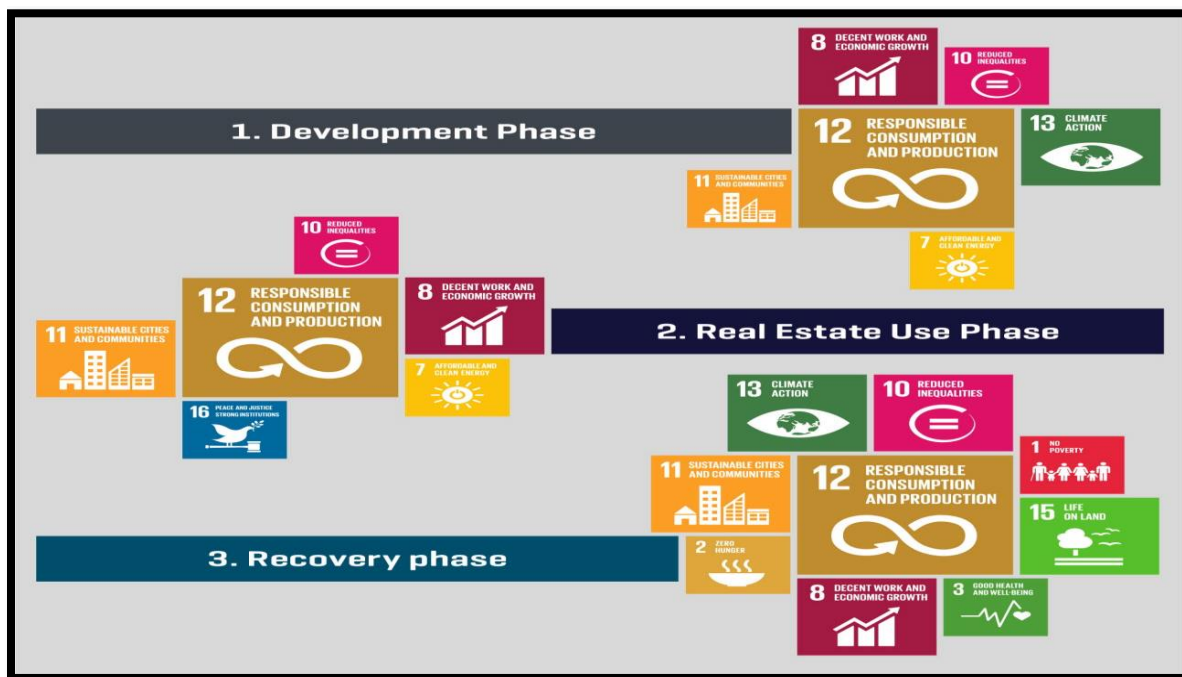 8 DECENT WORK AND
ECONOMIC GROWTH
10 REDUCED
INEQUALITIES
1. Development Phase
12 RESPONSIBLE
CONSUMPTION
AND PRODUCTION
13 CLIMATE
ACTION
11 SUSTAINABLE CITIES
AND COMMUNITIES
7 AFFORDABLE AND
CLEAN ENERGY
10 REDUCED
INEQUALITIES
12 RESPONSIBLE
CONSUMPTION
AND PRODUCTION
8 DECENT WORK AND
ECONOMIC GROWTH
11 SUSTAINABLE CITIES
AND COMMUNITIES
2. Real Estate Use Phase
7 AFFORDABLE AND
CLEAN ENERGY
16 PEACE AND JUSTICE
STRONG INSTITUTIONS
13 CLIMATE
ACTION
10 REDUCED
INEQUALITIES
1 NO
POVERTY
11 SUSTAINABLE CITIES
AND COMMUNITIES
12 RESPONSIBLE
CONSUMPTION
AND PRODUCTION
15 LIFE
ON LAND
3. Recovery phase
2 ZERO
HUNGER
8 DECENT WORK AND
ECONOMIC GROWTH
3 GOOD HEALTH
AND WELL-BEING